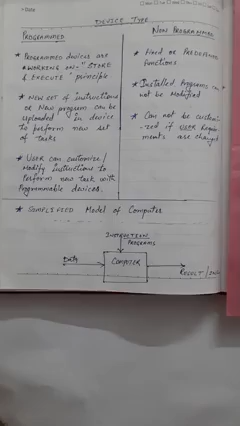 DEVICE TYPE
PROGRAMMED
* PROGRAMMED devices are
WORKING ON - "STORE
& EXECUTE" principle
* NEW SET of instructions
or New program can be
uploaded in device
to perform new set
of Tasks
* USER can customize/
Modify instructions to
Perform new task with
Programmable devices.
NON PROGRAMMED
* Fixed or PREDEFINED
functions
* Installed Programs can
not be Modified
* Can not be customi
-zed if USER Require
ments are changed
* SIMPLIFIED Model of Computer
INSTRUCTION
PROGRAMS
DATA
COMPUTER
RESULT /